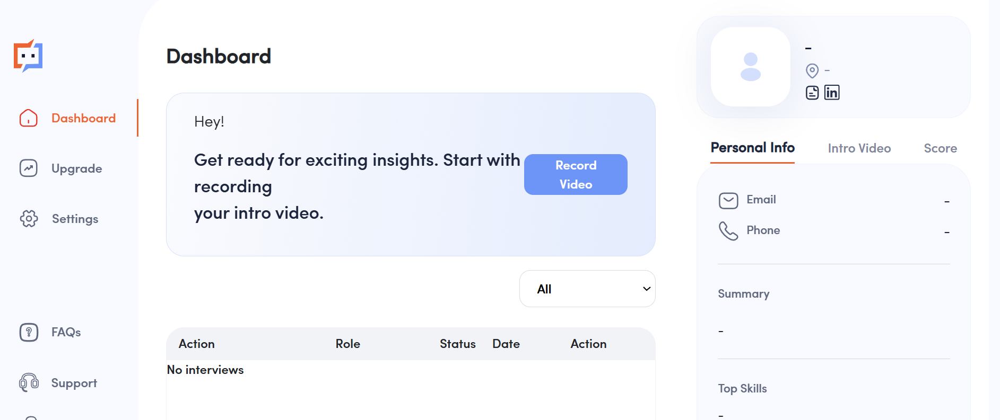 Dashboard
Upgrade
Settings
FAQs
Support
Dashboard
Hey!
Get ready for exciting insights. Start with
recording
your intro video.
Record
Video
All
Action Role Status Date Action
No interviews
-
-
in
Personal Info Intro Video Score
Email -
Phone -
Summary
-
Top Skills
-